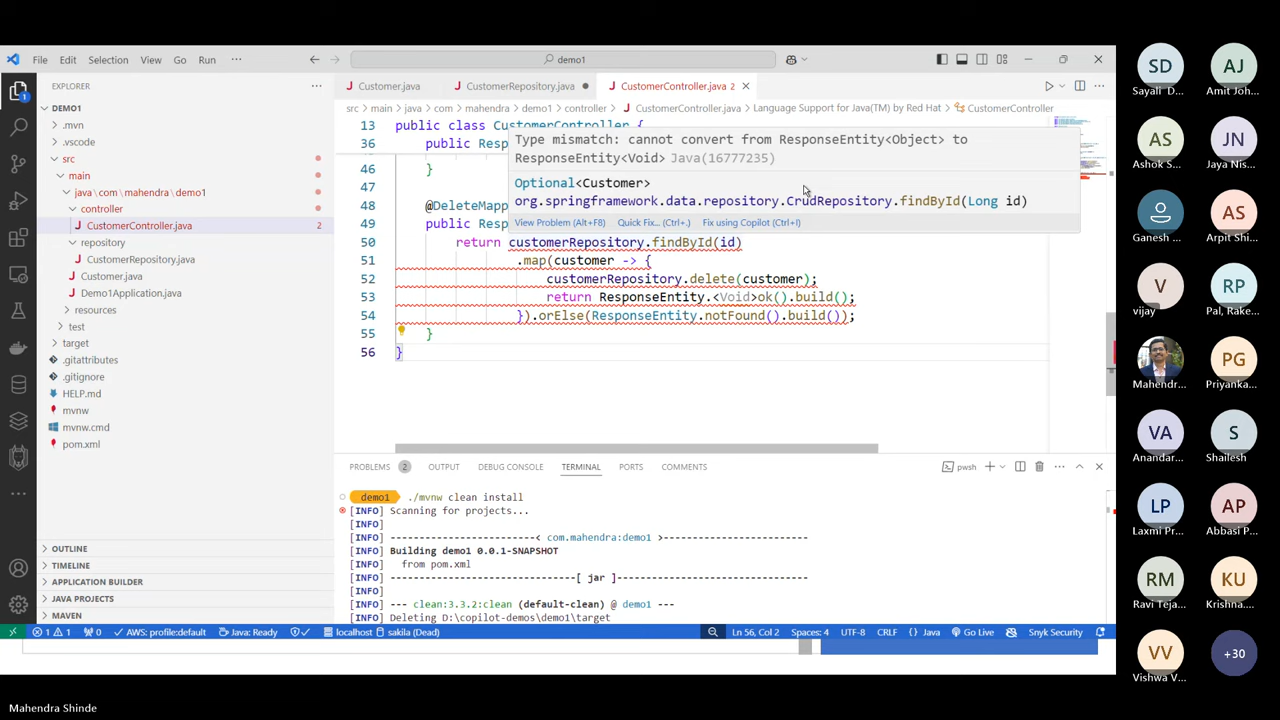 File Edit Selection View Go Run ··· demo1
EXPLORER ···
DEMO1
.mvn
.vscode
src
main
java\com\mahendra\demo1
controller
CustomerController.java 2
repository
CustomerRepository.java
Customer.java
Demo1Application.java
resources
test
target
.gitattributes
.gitignore
HELP.md
mvnw
mvnw.cmd
pom.xml
OUTLINE
TIMELINE
APPLICATION BUILDER
JAVA PROJECTS
MAVEN
1
Customer.java CustomerRepository.java CustomerController.java 2
src > main > java > com > mahendra > demo1 > controller > CustomerController.java > Language Support for Java(TM) by Red Hat > CustomerController
13 public class CustomerController {
36 public Resp
46 }
47
@DeleteMapp
public Resp
Type mismatch: cannot convert from ResponseEntity<Object> to
ResponseEntity<Void> Java(16777235)
Optional<Customer>
org.springframework.data.repository.CrudRepository.findById(Long id)
View Problem (Alt+F8) Quick Fix... (Ctrl+.) Fix using Copilot (Ctrl+I)
48
49
50 return customerRepository.findById(id)
51 .map(customer -> {
52 customerRepository.delete(customer);
53 return ResponseEntity.<Void>ok().build();
54 }).orElse(ResponseEntity.notFound().build());
55 }
56 }
PROBLEMS 2 OUTPUT DEBUG CONSOLE TERMINAL PORTS COMMENTS pwsh
demo1 ./mvnw clean install
[INFO] Scanning for projects...
[INFO]
[INFO] -----------------------< com.mahendra:demo1 >-----------------------
[INFO] Building demo1 0.0.1-SNAPSHOT
[INFO] from pom.xml
[INFO] --------------------------------[ jar ]---------------------------------
[INFO]
[INFO] --- clean:3.3.2:clean (default-clean) @ demo1 ---
[INFO] Deleting D:\copilot-demos\demo1\target
1 1 0 AWS: profile:default Java: Ready localhost sakila (Dead) Ln 56, Col 2 Spaces: 4 UTF-8 CRLF {} Java Go Live Snyk Security
SD AJ
Sayali D... Amit Joh...
AS JN
Ashok S... Jaya Nis...
AS
Ganesh ... Arpit Shi...
V RP
vijay Pal, Rake...
PG
Mahendr... Priyanka...
VA S
Anandar... Shailesh ...
LP AP
Laxmi Pr... Abbasi P...
RM KU
Ravi Teja... Krishna...
VV +30
Vishwa V...
Mahendra Shinde